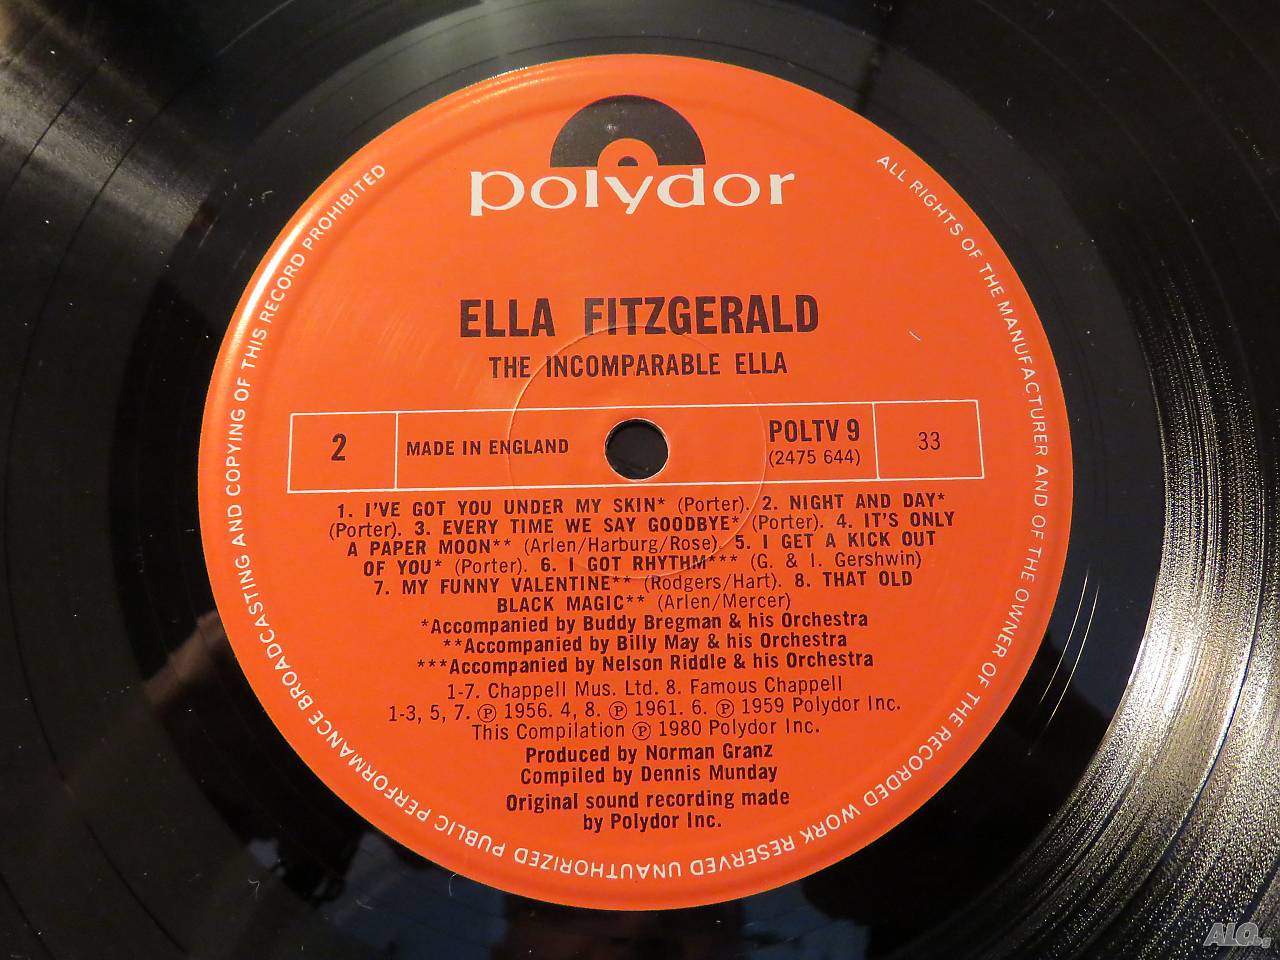 polydor
ELLA FITZGERALD
THE INCOMPARABLE ELLA
2 MADE IN ENGLAND POLTV 9 33
(2475 644)
1. I'VE GOT YOU UNDER MY SKIN* (Porter). 2. NIGHT AND DAY*
(Porter). 3. EVERY TIME WE SAY GOODBYE* (Porter). 4. IT'S ONLY
A PAPER MOON** (Arlen/Harburg/Rose). 5. I GET A KICK OUT
OF YOU* (Porter). 6. I GOT RHYTHM*** (G. & I. Gershwin)
7. MY FUNNY VALENTINE** (Rodgers/Hart). 8. THAT OLD
BLACK MAGIC** (Arlen/Mercer)
*Accompanied by Buddy Bregman & his Orchestra
**Accompanied by Billy May & his Orchestra
***Accompanied by Nelson Riddle & his Orchestra
1-7. Chappell Mus. Ltd. 8. Famous Chappell
1-3, 5, 7. ℗ 1956. 4, 8. ℗ 1961. 6. ℗ 1959 Polydor Inc.
This Compilation ℗ 1980 Polydor Inc.
Produced by Norman Granz
Compiled by Dennis Munday
Original sound recording made
by Polydor Inc.
ALL RIGHTS OF THE MANUFACTURER AND OF THE OWNER OF THE RECORDED WORK RESERVED UNAUTHORIZED PUBLIC PERFORMANCE BROADCASTING AND COPYING OF THIS RECORD PROHIBITED
ALO.bg